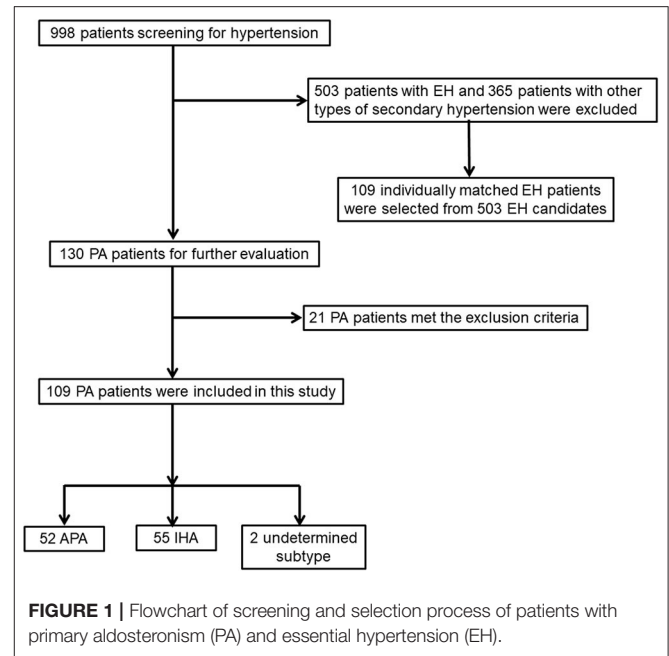 998 patients screening for hypertension
503 patients with EH and 365 patients with other
types of secondary hypertension were excluded
109 individually matched EH patients
were selected from 503 EH candidates
130 PA patients for further evaluation
21 PA patients met the exclusion criteria
109 PA patients were included in this study
52 APA
55 IHA
2 undetermined
subtype
FIGURE 1 | Flowchart of screening and selection process of patients with
primary aldosteronism (PA) and essential hypertension (EH).